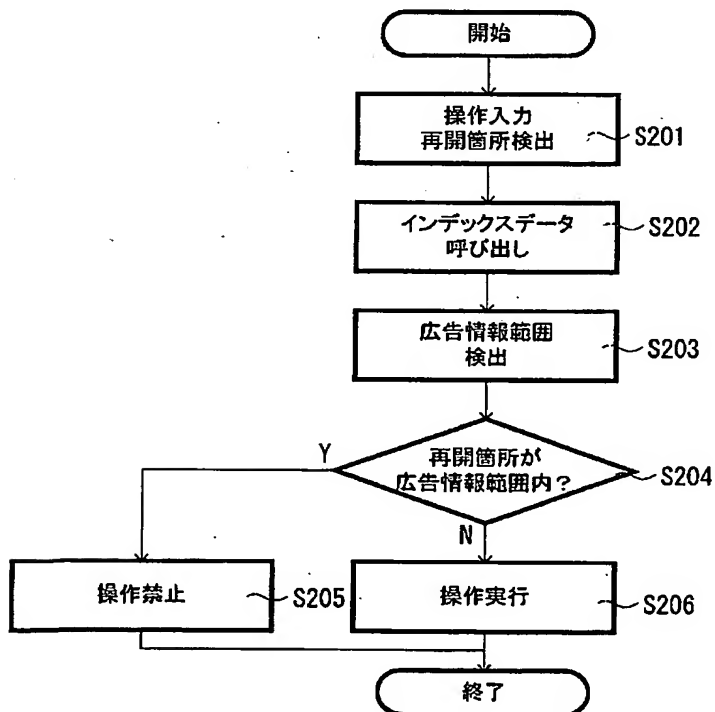 開始
操作入力
再開箇所検出
S201
インデックスデータ
呼び出し
S202
広告情報範囲
検出
S203
再開箇所が
広告情報範囲内?
S204
Y
N
操作禁止
S205
操作実行
S206
終了